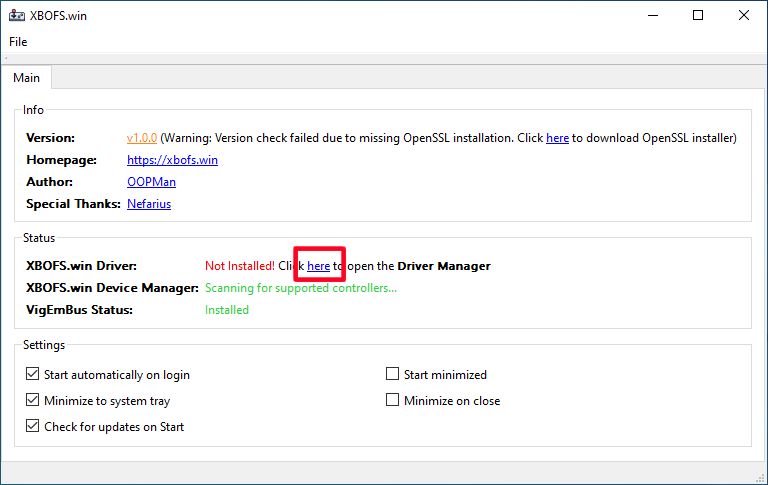 XBOFS.win
File
Main
Info
Version: v1.0.0 (Warning: Version check failed due to missing OpenSSL installation. Click here to download OpenSSL installer)
Homepage: https://xbofs.win
Author: OOPMan
Special Thanks: Nefarius
Status
XBOFS.win Driver: Not Installed! Click here to open the Driver Manager
XBOFS.win Device Manager: Scanning for supported controllers...
VigEmBus Status: Installed
Settings
Start automatically on login Start minimized
Minimize to system tray Minimize on close
Check for updates on Start